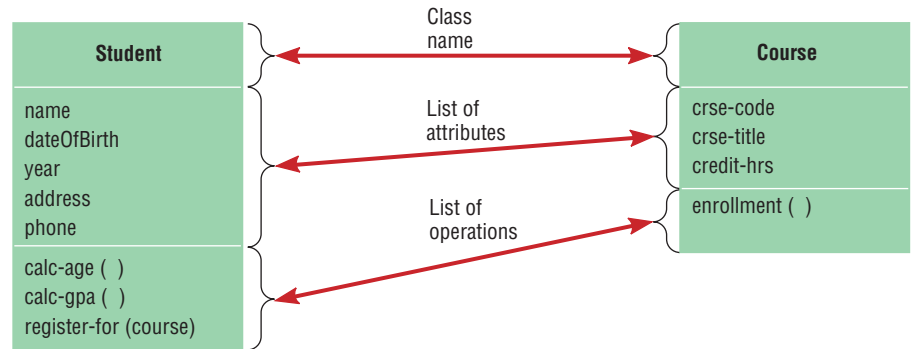 Student
name
dateOfBirth
year
address
phone
calc-age ( )
calc-gpa ( )
register-for (course)
Class
name
List of
attributes
List of
operations
Course
crse-code
crse-title
credit-hrs
enrollment ( )